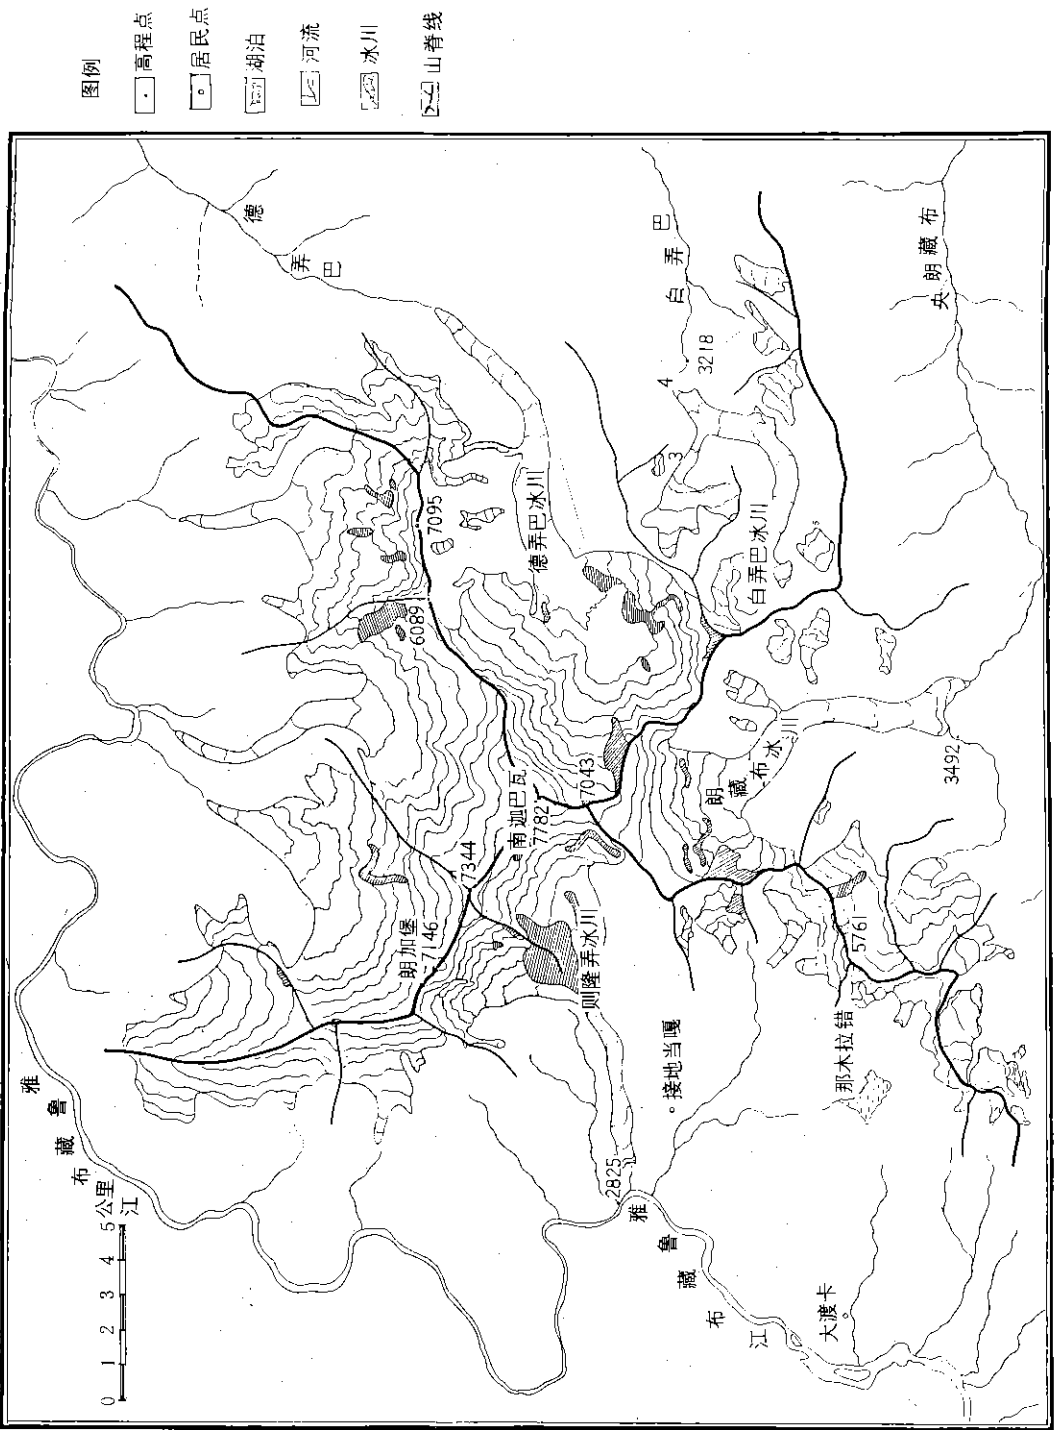 图例
高程点
居民点
湖泊
河流
冰川
山脊线
雅鲁藏布江
0 1 2 3 4 5公里
德弄巴
白弄巴
央朗藏布
4
3218
3
7095
德弄巴冰川
白弄巴冰川
6089
朗藏布冰川
3492
7043
南迦巴瓦
7782
7344
朗加堡
7146
则隆弄冰川
5761
那木拉错
接地当嘎
2825
雅鲁藏布江
大渡卡